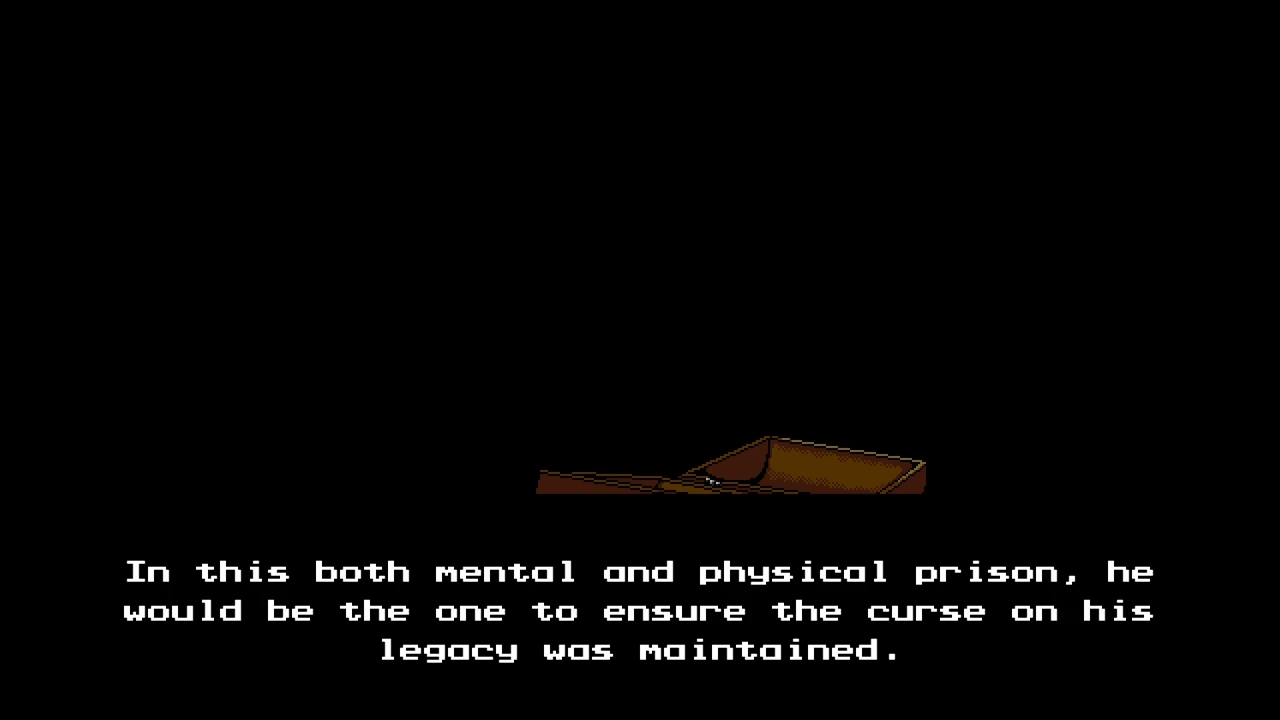 In this both mental and physical prison, he
would be the one to ensure the curse on his
legacy was maintained.